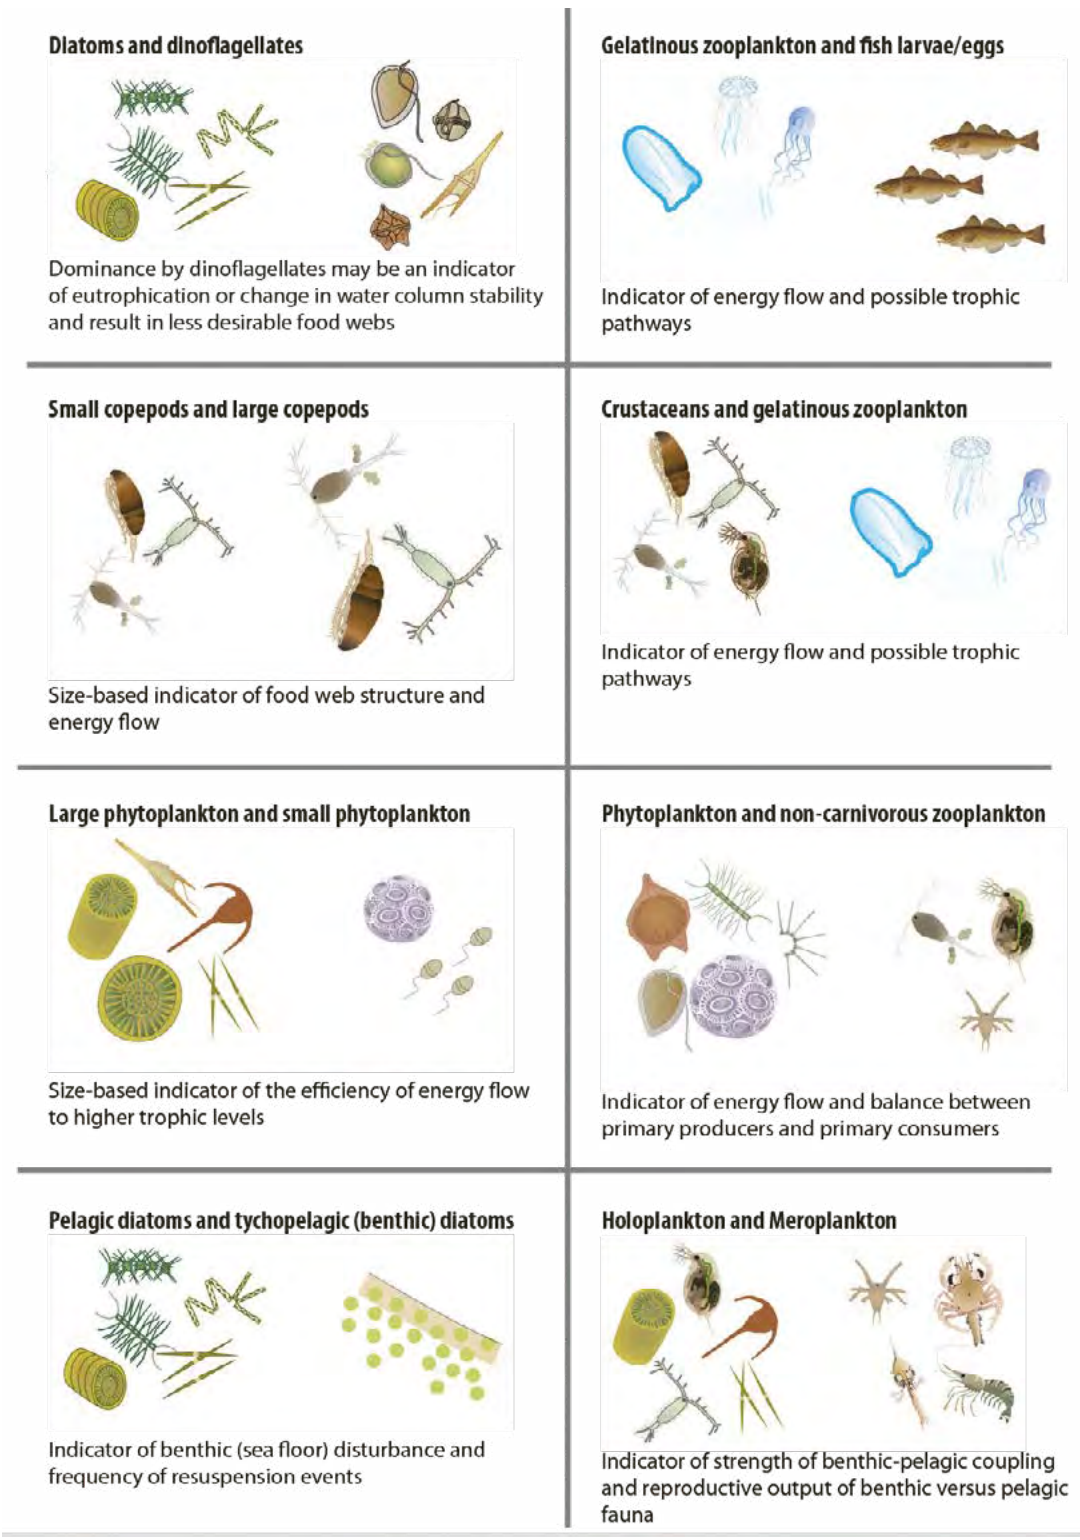 Diatoms and dinoflagellates
Dominance by dinoflagellates may be an indicator
of eutrophication or change in water column stability
and result in less desirable food webs
Gelatinous zooplankton and fish larvae/eggs
Indicator of energy flow and possible trophic
pathways
Small copepods and large copepods
Size-based indicator of food web structure and
energy flow
Crustaceans and gelatinous zooplankton
Indicator of energy flow and possible trophic
pathways
Large phytoplankton and small phytoplankton
Size-based indicator of the efficiency of energy flow
to higher trophic levels
Phytoplankton and non-carnivorous zooplankton
Indicator of energy flow and balance between
primary producers and primary consumers
Pelagic diatoms and tychopelagic (benthic) diatoms
Indicator of benthic (sea floor) disturbance and
frequency of resuspension events
Holoplankton and Meroplankton
Indicator of strength of benthic-pelagic coupling
and reproductive output of benthic versus pelagic
fauna